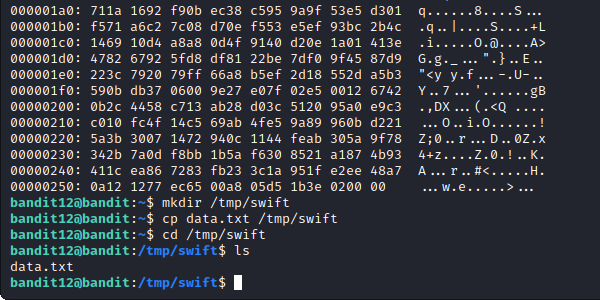 000001a0: 711a 1692 f90b ec38 c595 9a9f 53e5 d301  q......8....S...
000001b0: f571 a6c2 7c08 d70e f553 e5ef 93bc 2b4c  .q..|....S....+L
000001c0: 1469 10d4 a8a8 0d4f 9140 d20e 1a01 413e  .i.....O.@....A>
000001d0: 4782 6792 5fd8 df81 22be 7df0 9f45 87d9  G.g._...".}..E..
000001e0: 223c 7920 79ff 66a8 b5ef 2d18 552d a5b3  "<y y.f...-.U-..
000001f0: 590b db37 0600 9e27 e07f 02e5 0012 6742  Y..7...'......gB
00000200: 0b2c 4458 c713 ab28 d03c 5120 95a0 e9c3  .,DX...(.<Q ....
00000210: c010 fc4f 14c5 69ab 4fe5 9a89 960b d221  ...O..i.O......!
00000220: 5a3b 3007 1472 940c 1144 feab 305a 9f78  Z;0..r...D..0Z.x
00000230: 342b 7a0d f8bb 1b5a f630 8521 a187 4b93  4+z....Z.0.!..K.
00000240: 411c ea86 7283 fb23 3c1a 951f e2ee 48a7  A...r..#<.....H.
00000250: 0a12 1277 ec65 00a8 05d5 1b3e 0200 00  ...w.e.....>...
bandit12@bandit:~$ mkdir /tmp/swift
bandit12@bandit:~$ cp data.txt /tmp/swift
bandit12@bandit:~$ cd /tmp/swift
bandit12@bandit:/tmp/swift$ ls
data.txt
bandit12@bandit:/tmp/swift$